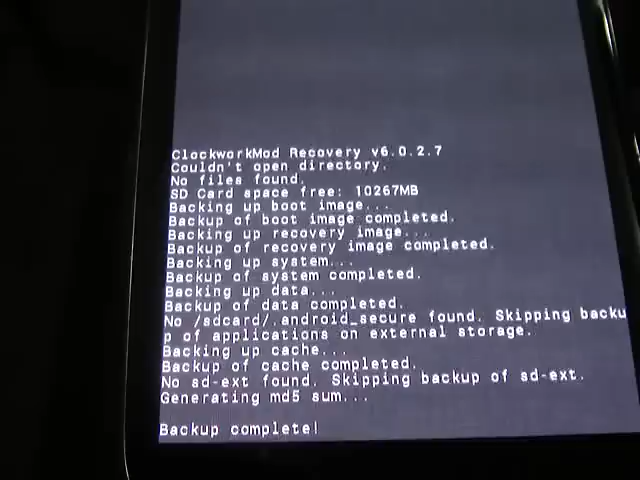 ClockworkMod Recovery v6.0.2.7
Couldn't open directory.
No files found.
SD Card space free: 10267MB
Backing up boot image...
Backup of boot image completed.
Backing up recovery image...
Backup of recovery image completed.
Backing up system...
Backup of system completed.
Backing up data...
Backup of data completed.
No /sdcard/.android_secure found. Skipping backu
p of applications on external storage.
Backing up cache...
Backup of cache completed.
No sd-ext found. Skipping backup of sd-ext.
Generating md5 sum...
Backup complete!